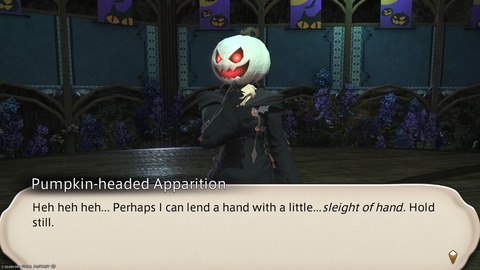 Pumpkin-headed Apparition
Heh heh heh... Perhaps I can lend a hand with a little...sleight of hand. Hold
still.